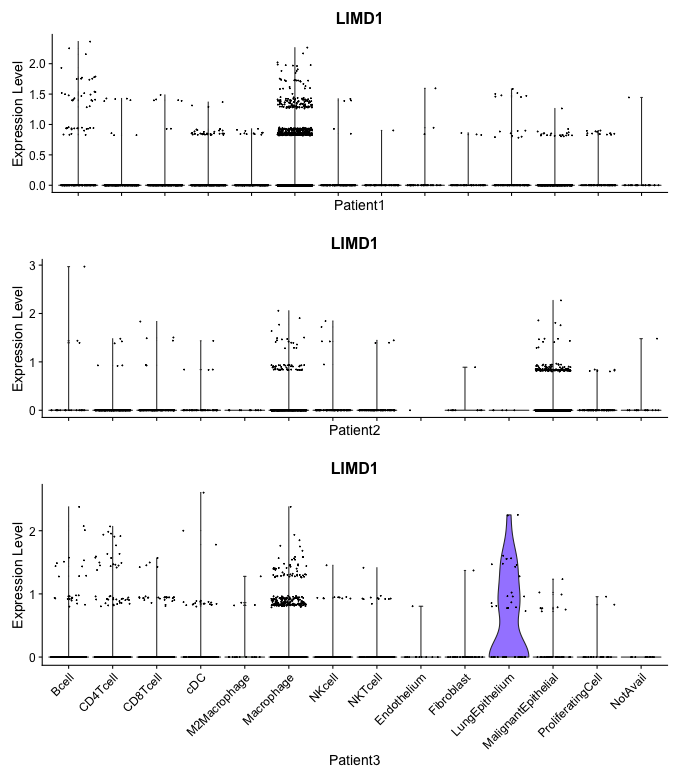 LIMD1
Expression Level
2.0
1.5
1.0
0.5
0.0
Patient1
LIMD1
Expression Level
3
2
1
0
Patient2
LIMD1
Expression Level
2
1
0
Bcell
CD4Tcell
CD8Tcell
cDC
M2Macrophage
Macrophage
NKcell
NKTcell
Endothelium
Fibroblast
LungEpithelium
MalignantEpithelial
ProliferatingCell
NotAvail
Patient3